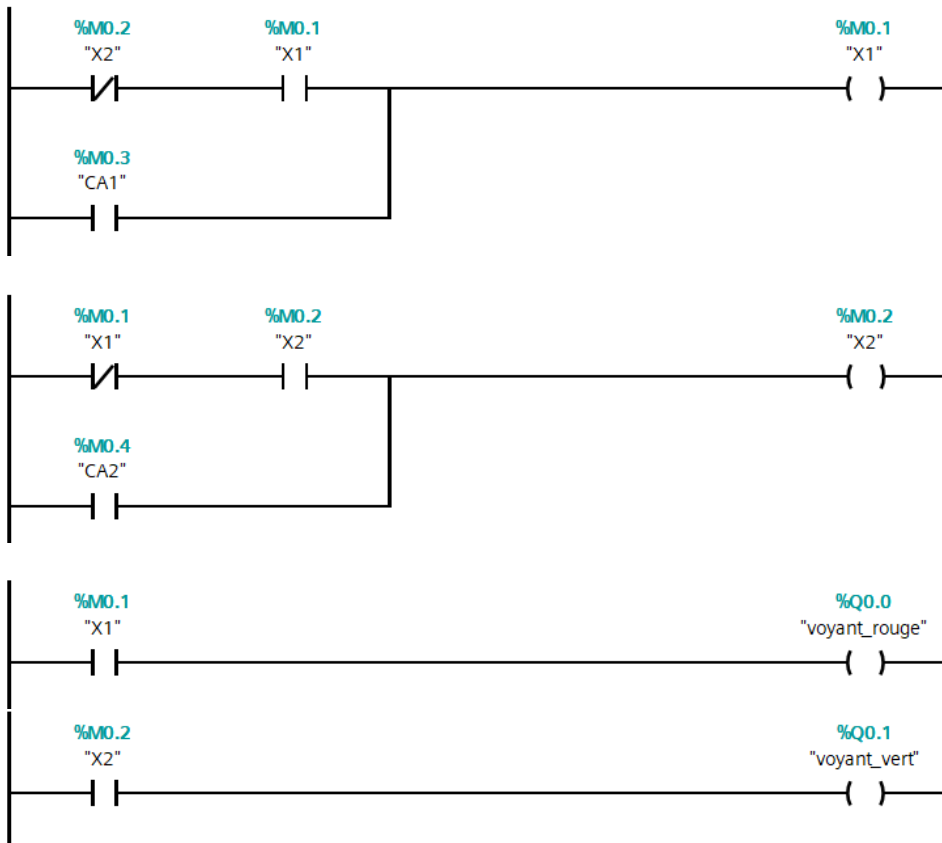 %M0.2 %M0.1 %M0.1
"X2" "X1" "X1"
%M0.3
"CA1"
%M0.1 %M0.2 %M0.2
"X1" "X2" "X2"
%M0.4
"CA2"
%M0.1 %Q0.0
"X1" "voyant_rouge"
%M0.2 %Q0.1
"X2" "voyant_vert"